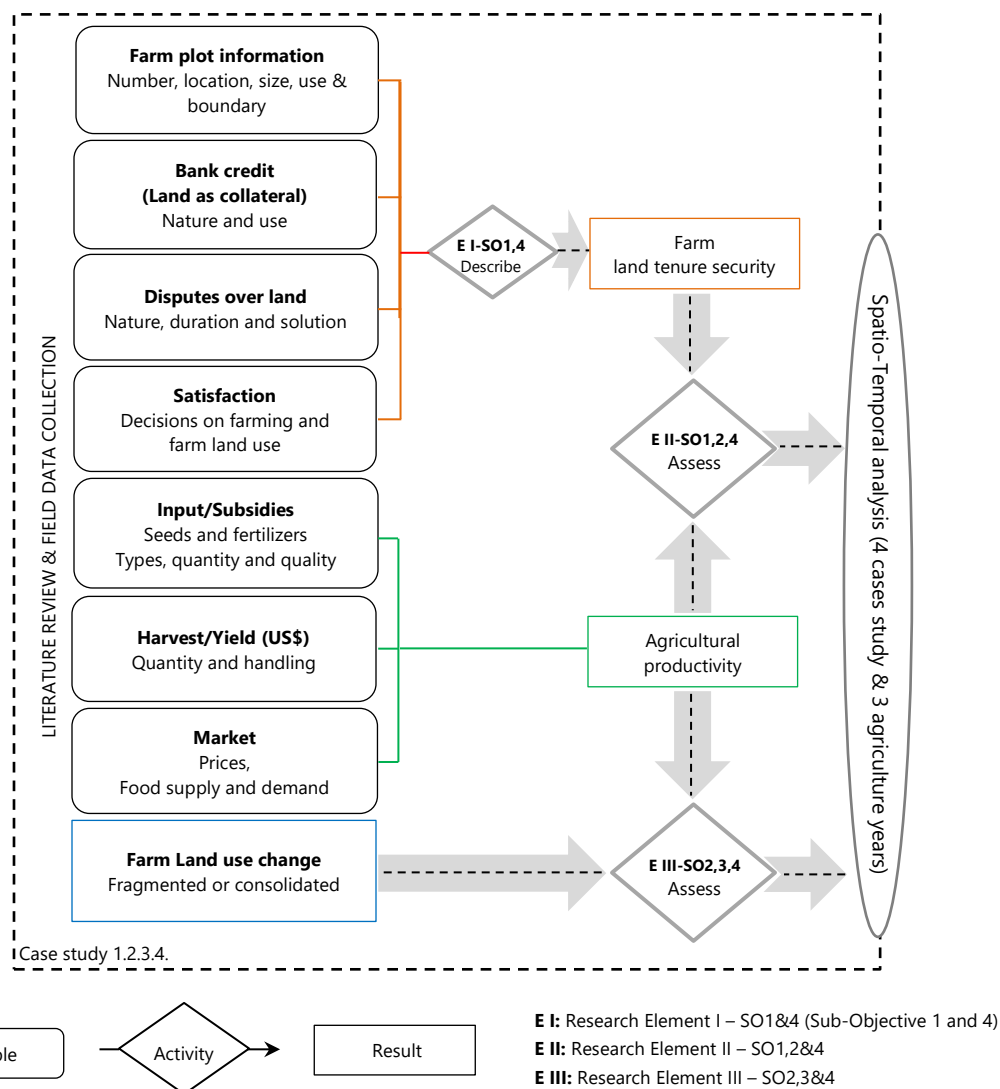 Farm plot information
Number, location, size, use &
boundary
Bank credit
(Land as collateral)
Nature and use
Disputes over land
Nature, duration and solution
Satisfaction
Decisions on farming and
farm land use
Input/Subsidies
Seeds and fertilizers
Types, quantity and quality
Harvest/Yield (US$)
Quantity and handling
Market
Prices,
Food supply and demand
Farm Land use change
Fragmented or consolidated
LITERATURE REVIEW & FIELD DATA COLLECTION
Case study 1.2.3.4.
E I-SO1,4
Describe
Farm
land tenure security
E II-SO1,2,4
Assess
Agricultural
productivity
E III-SO2,3,4
Assess
Spatio-Temporal analysis (4 cases study & 3 agriculture years)
Activity
Result
E I: Research Element I – SO1&4 (Sub-Objective 1 and 4)
E II: Research Element II – SO1,2&4
E III: Research Element III – SO2,3&4